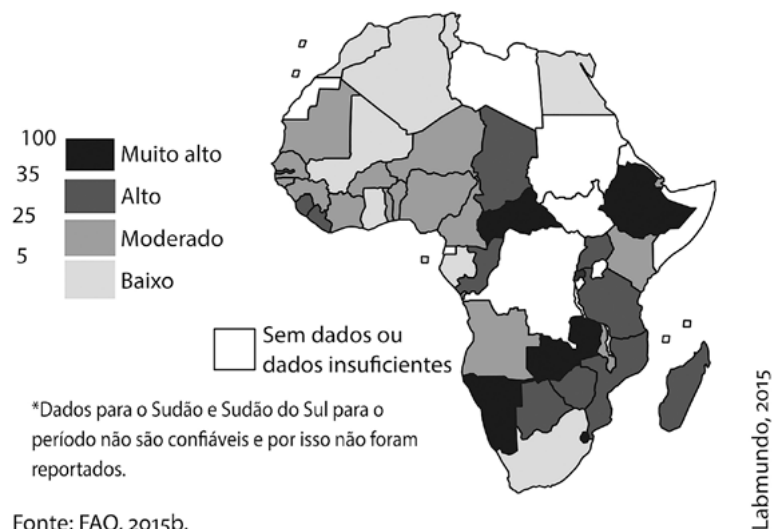 100
Muito alto
35
Alto
25
Moderado
5
Baixo
Sem dados ou
dados insuficientes
*Dados para o Sudão e Sudão do Sul para o
período não são confiáveis e por isso não foram
reportados.
Fonte: FAO, 2015b.
Labmundo, 2015